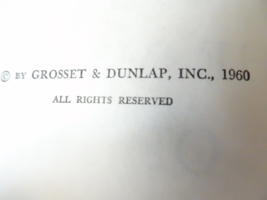 © BY GROSSET & DUNLAP, INC., 1960
ALL RIGHTS RESERVED